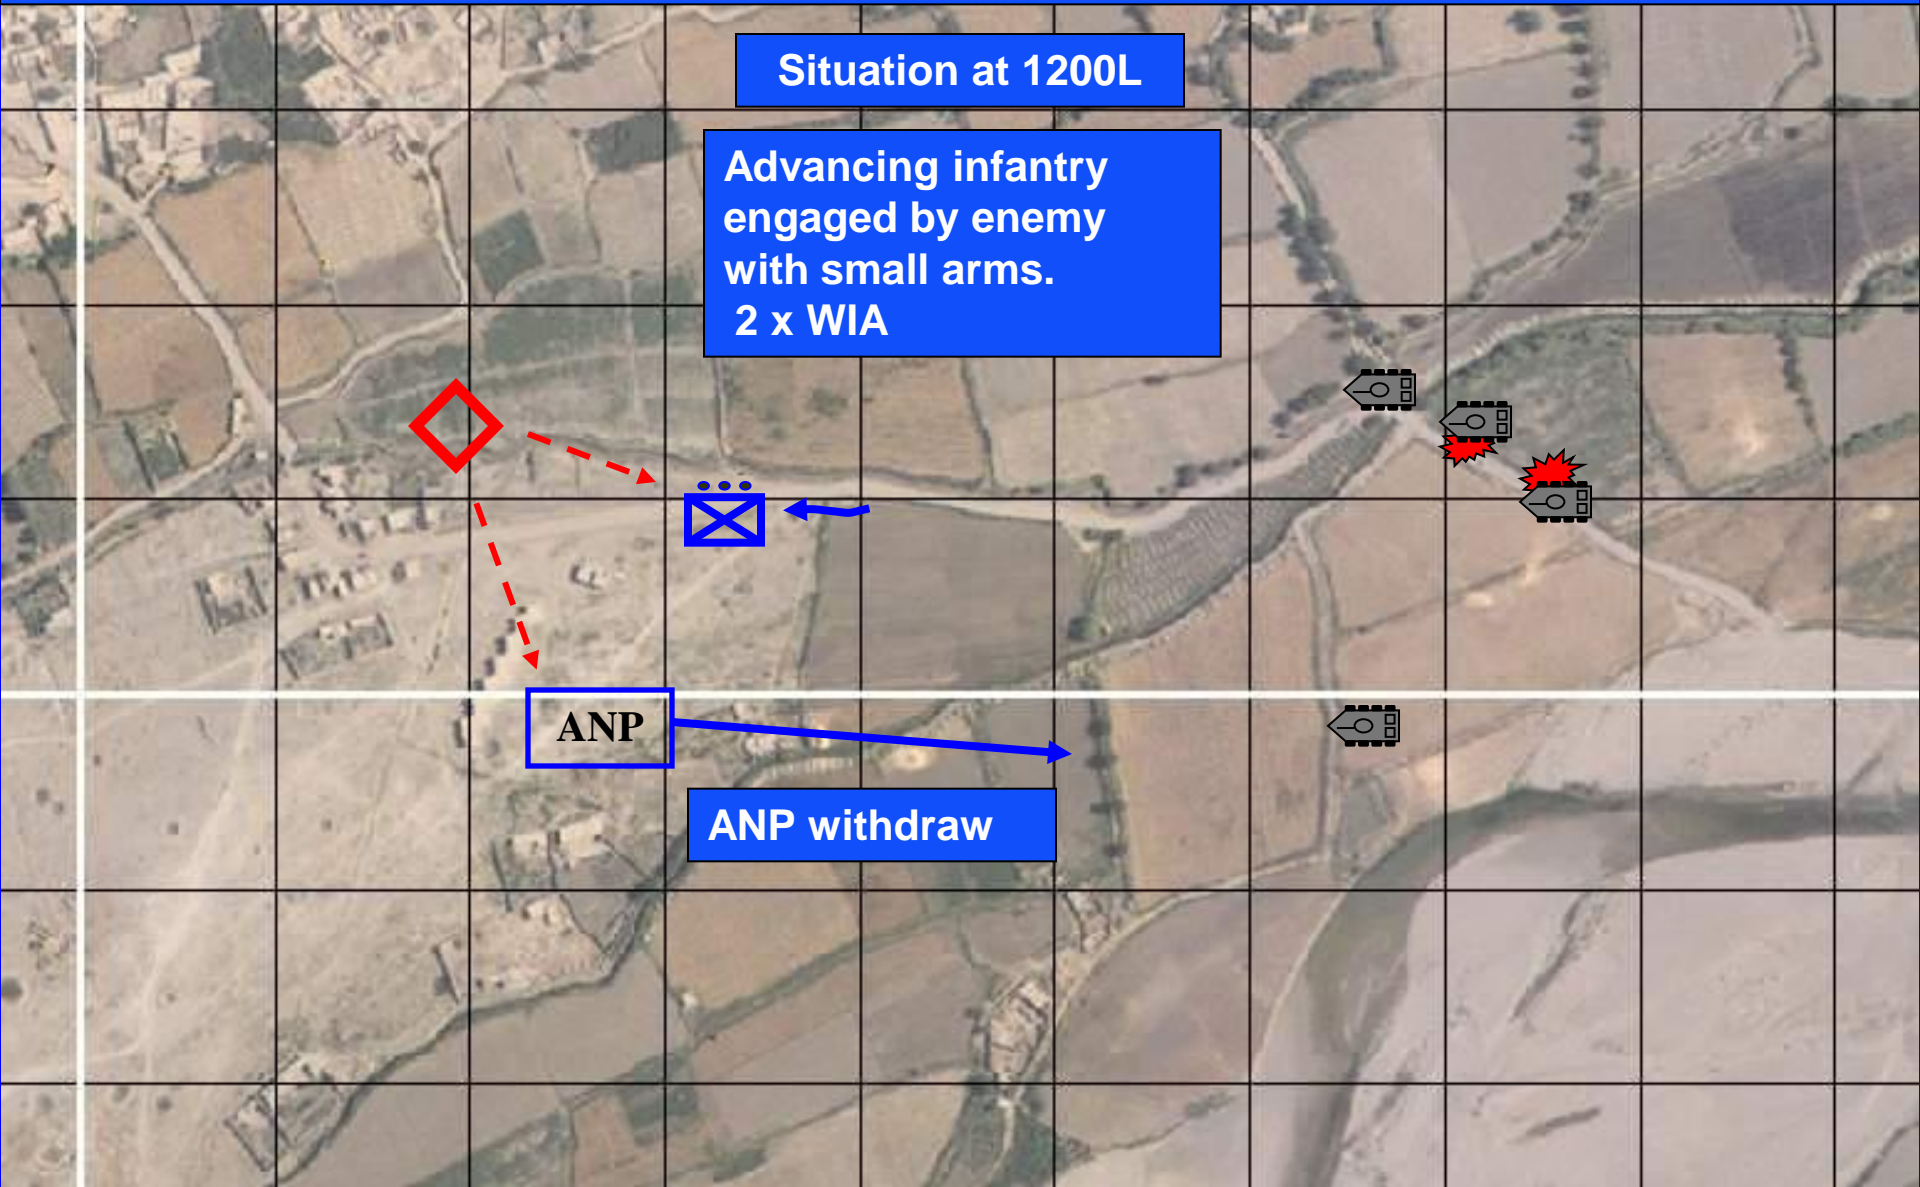 Situation at 1200L
Advancing infantry
engaged by enemy
with small arms.
2 x WIA
ANP
ANP withdraw